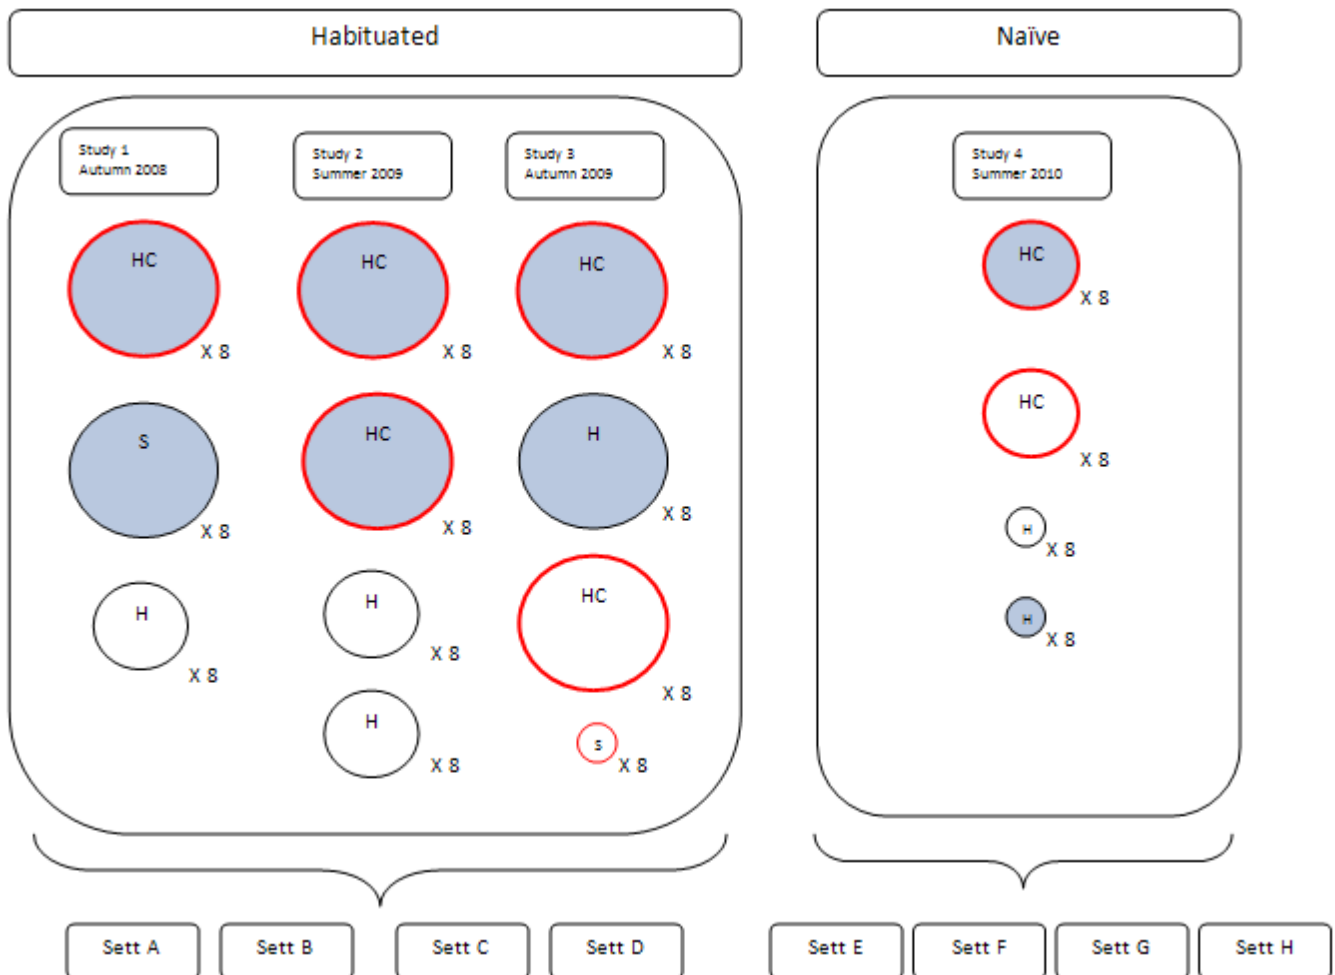 Habituated
Naïve
Study 1
Autumn 2008
Study 2
Summer 2009
Study 3
Autumn 2009
Study 4
Summer 2010
HC
X 8
HC
X 8
HC
X 8
HC
X 8
S
X 8
HC
X 8
H
X 8
HC
X 8
H
X 8
H
X 8
HC
X 8
H
X 8
H
X 8
S
X 8
H
X 8
Sett A
Sett B
Sett C
Sett D
Sett E
Sett F
Sett G
Sett H